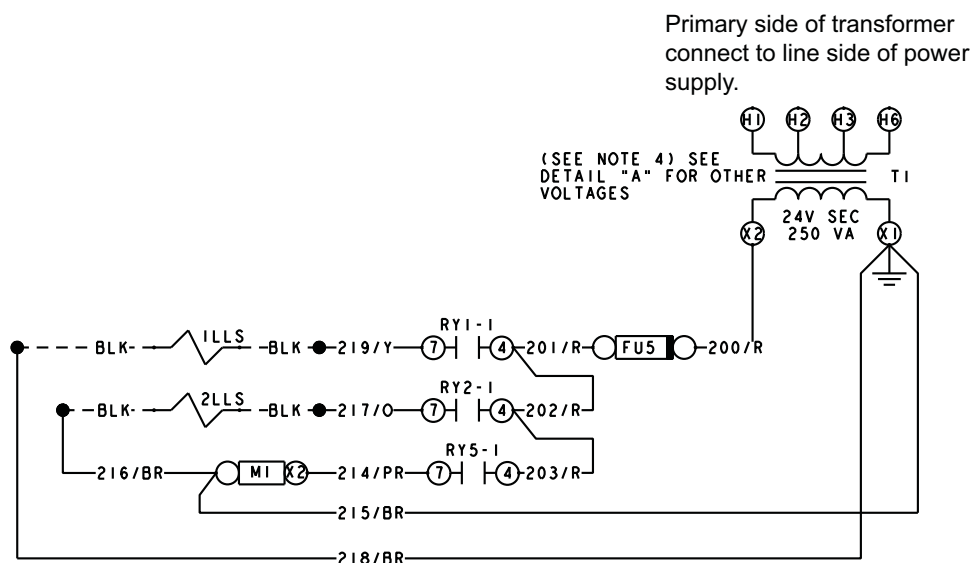 Primary side of transformer
connect to line side of power
supply.
H1 H2 H3 H6
(SEE NOTE 4) SEE
DETAIL "A" FOR OTHER
VOLTAGES
T1
24V SEC
250 VA
X2 X1
BLK 1LLS BLK 219/Y 7 RY1-1 4 201/R FU5 200/R
BLK 2LLS BLK 217/O 7 RY2-1 4 202/R
216/BR M1 X2 214/PR 7 RY5-1 4 203/R
215/BR
218/BR